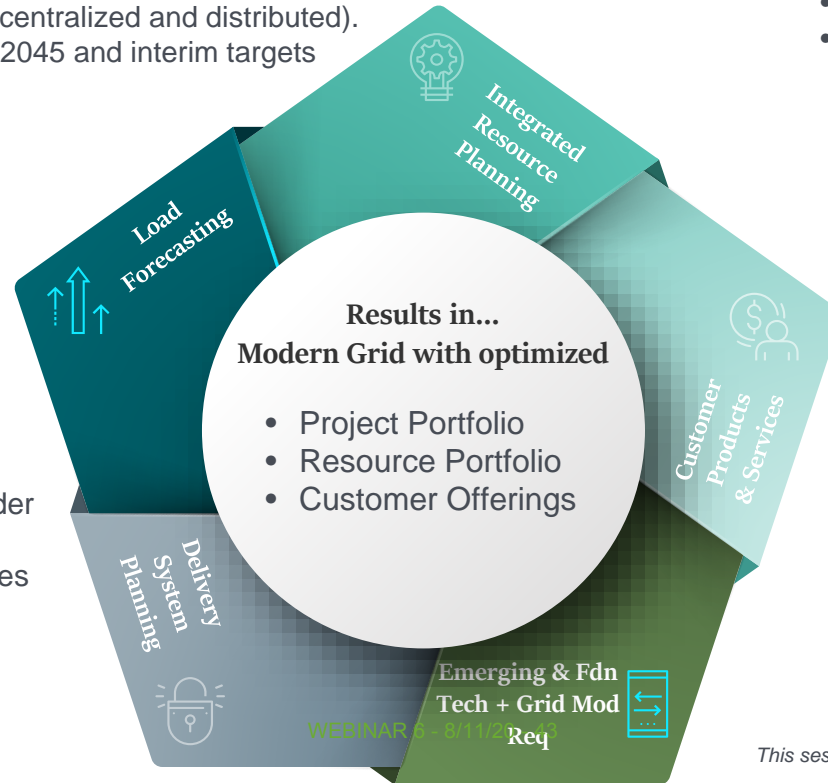 centralized and distributed).
2045 and interim targets
Integrated
Resource
Planning
Load
Forecasting
Results in...
Modern Grid with optimized
• Project Portfolio
• Resource Portfolio
• Customer Offerings
Customer
Products
& Services
der
es
Delivery
System
Planning
Emerging & Fdn
Tech + Grid Mod
Req
WEBINAR 6 - 8/11/20 43
This ses